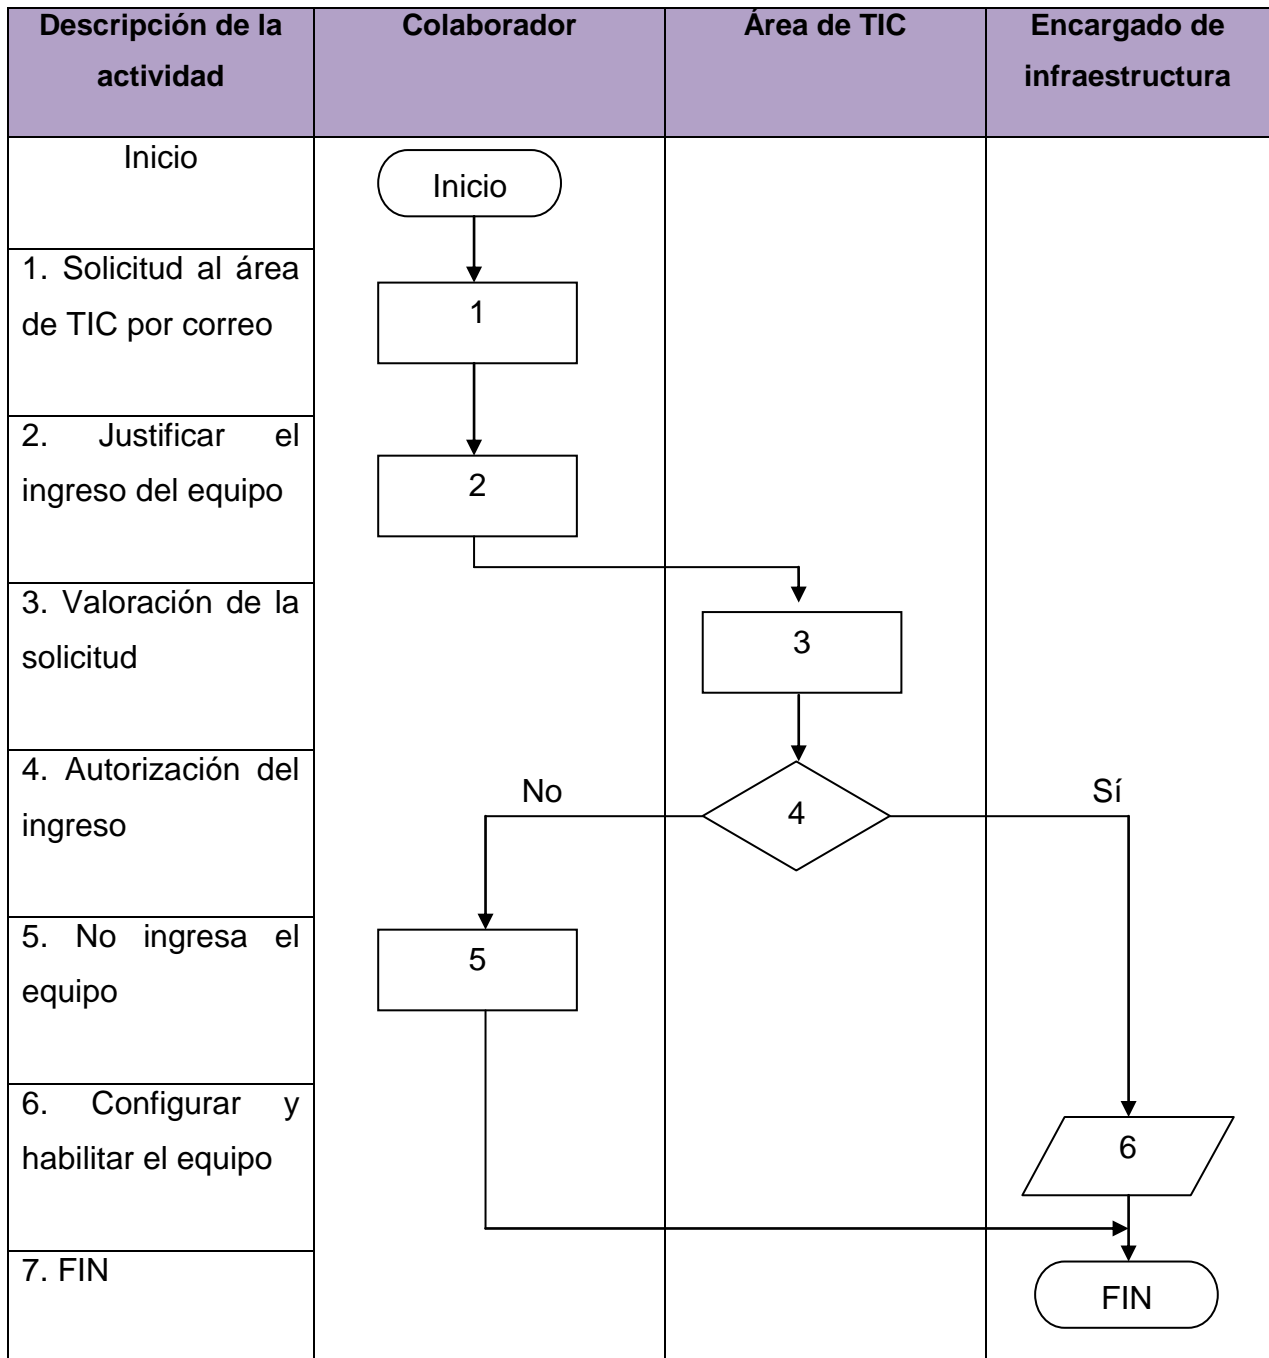 Descripción de la
actividad
Colaborador
Área de TIC
Encargado de
infraestructura
Inicio
Inicio
1. Solicitud al área
de TIC por correo
1
2. Justificar el
ingreso del equipo
2
3. Valoración de la
solicitud
3
4. Autorización del
ingreso
No
4
Sí
5. No ingresa el
equipo
5
6. Configurar y
habilitar el equipo
6
7. FIN
FIN